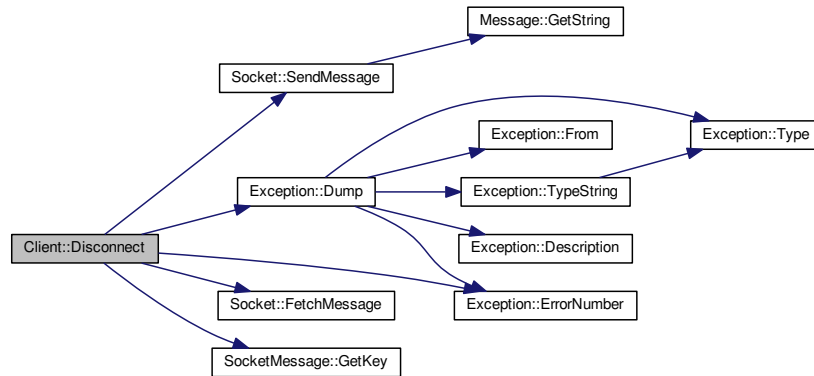 Message::GetString
Socket::SendMessage
Exception::From
Exception::Type
Exception::Dump
Exception::TypeString
Client::Disconnect
Exception::Description
Socket::FetchMessage
Exception::ErrorNumber
SocketMessage::GetKey